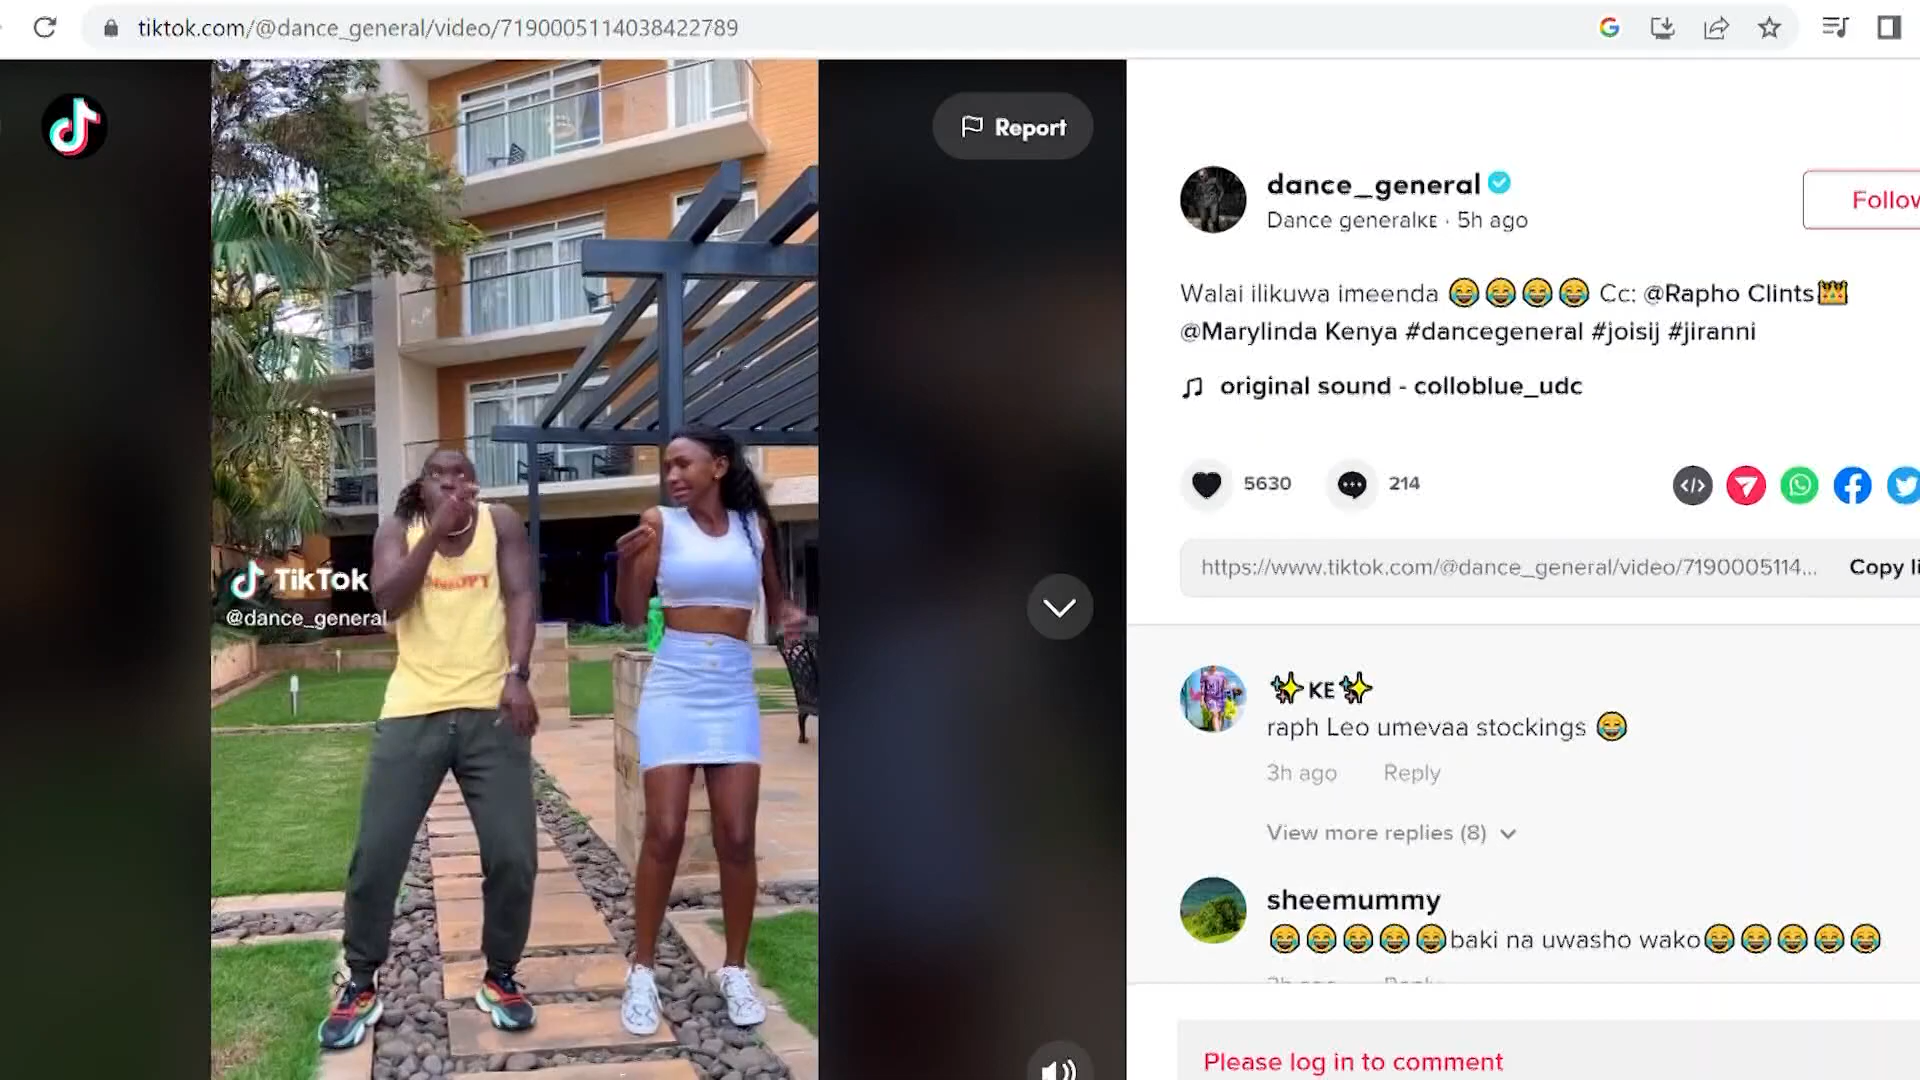 tiktok.com/@dance_general/video/7190005114038422789
Report
TikTok
@dance_general
dance_general
Dance generalKE · 5h ago
Follow
Walai ilikuwa imeenda 😂😂😂😂 Cc: @Rapho Clints👑
@Marylinda Kenya #dancegeneral #joisij #jiranni
original sound - colloblue_udc
5630
214
https://www.tiktok.com/@dance_general/video/7190005114...
Copy li
✨KE✨
raph Leo umevaa stockings 😂
3h ago Reply
View more replies (8)
sheemummy
😂😂😂😂😂baki na uwasho wako😂😂😂😂😂
Please log in to comment